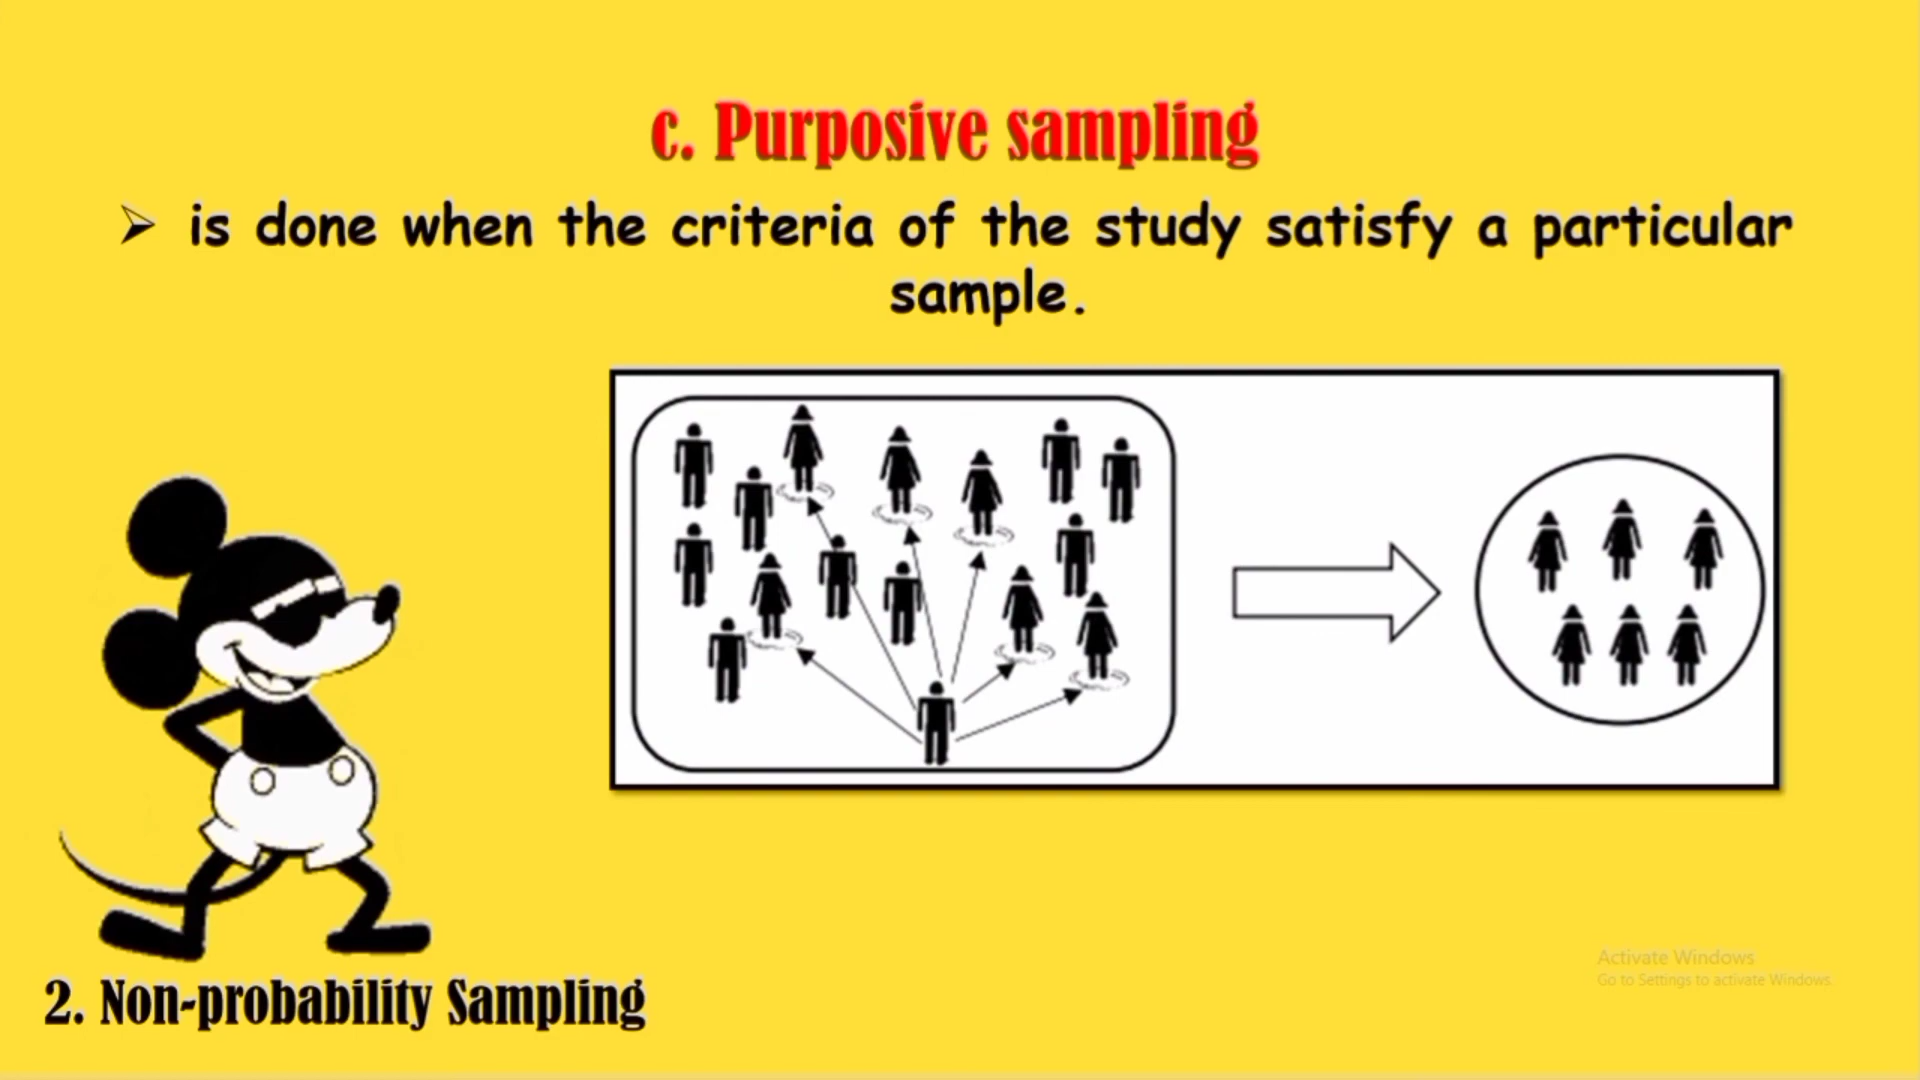 c. Purposive sampling
➢ is done when the criteria of the study satisfy a particular
sample.
2. Non-probability Sampling
Activate Windows
Go to Settings to activate Windows.